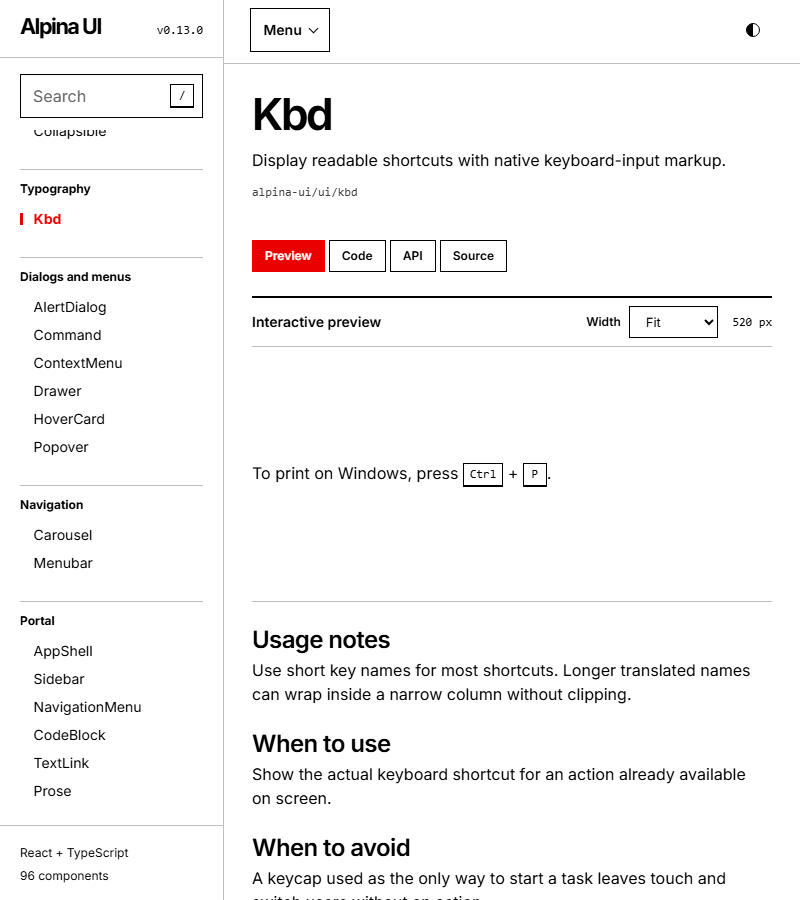 Alpina UI
v0.13.0
Search
/
Collapsible
Typography
Kbd
Dialogs and menus
AlertDialog
Command
ContextMenu
Drawer
HoverCard
Popover
Navigation
Carousel
Menubar
Portal
AppShell
Sidebar
NavigationMenu
CodeBlock
TextLink
Prose
React + TypeScript
96 components
Menu
Kbd
Display readable shortcuts with native keyboard-input markup.
alpina-ui/ui/kbd
Preview Code API Source
Interactive preview
Width Fit 520 px
To print on Windows, press Ctrl + P.
Usage notes
Use short key names for most shortcuts. Longer translated names
can wrap inside a narrow column without clipping.
When to use
Show the actual keyboard shortcut for an action already available
on screen.
When to avoid
A keycap used as the only way to start a task leaves touch and